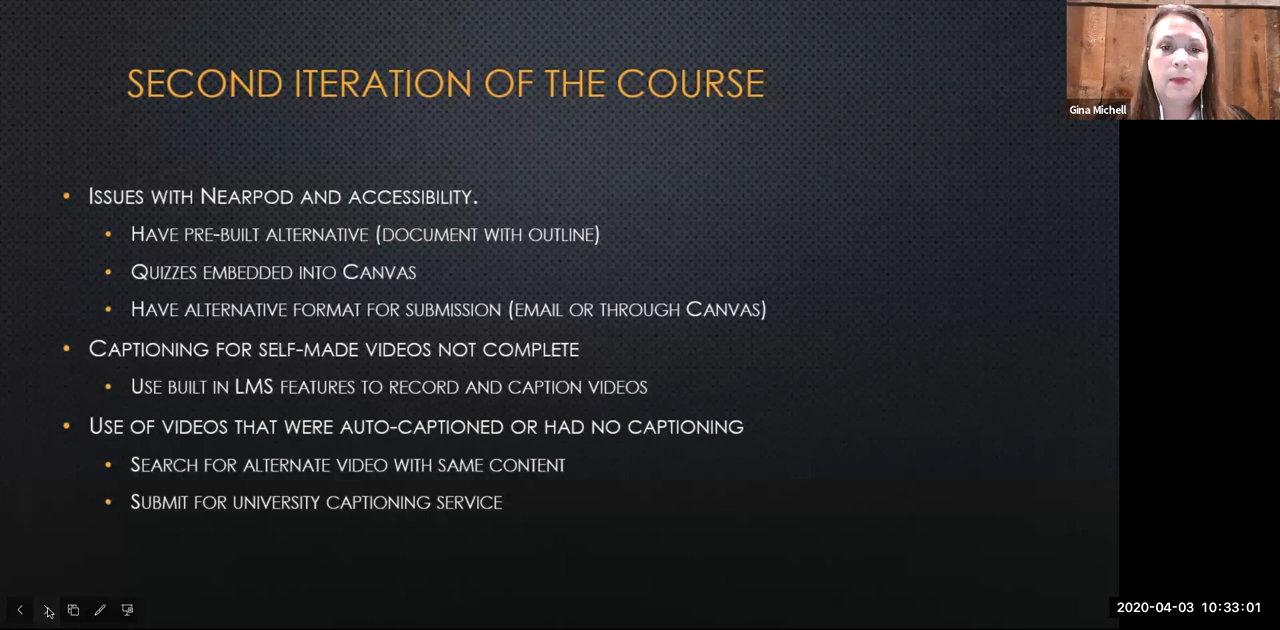 SECOND ITERATION OF THE COURSE
Gina Michell
• ISSUES WITH NEARPOD AND ACCESSIBILITY.
• HAVE PRE-BUILT ALTERNATIVE (DOCUMENT WITH OUTLINE)
• QUIZZES EMBEDDED INTO CANVAS
• HAVE ALTERNATIVE FORMAT FOR SUBMISSION (EMAIL OR THROUGH CANVAS)
• CAPTIONING FOR SELF-MADE VIDEOS NOT COMPLETE
• USE BUILT IN LMS FEATURES TO RECORD AND CAPTION VIDEOS
• USE OF VIDEOS THAT WERE AUTO-CAPTIONED OR HAD NO CAPTIONING
• SEARCH FOR ALTERNATE VIDEO WITH SAME CONTENT
• SUBMIT FOR UNIVERSITY CAPTIONING SERVICE
2020-04-03 10:33:01